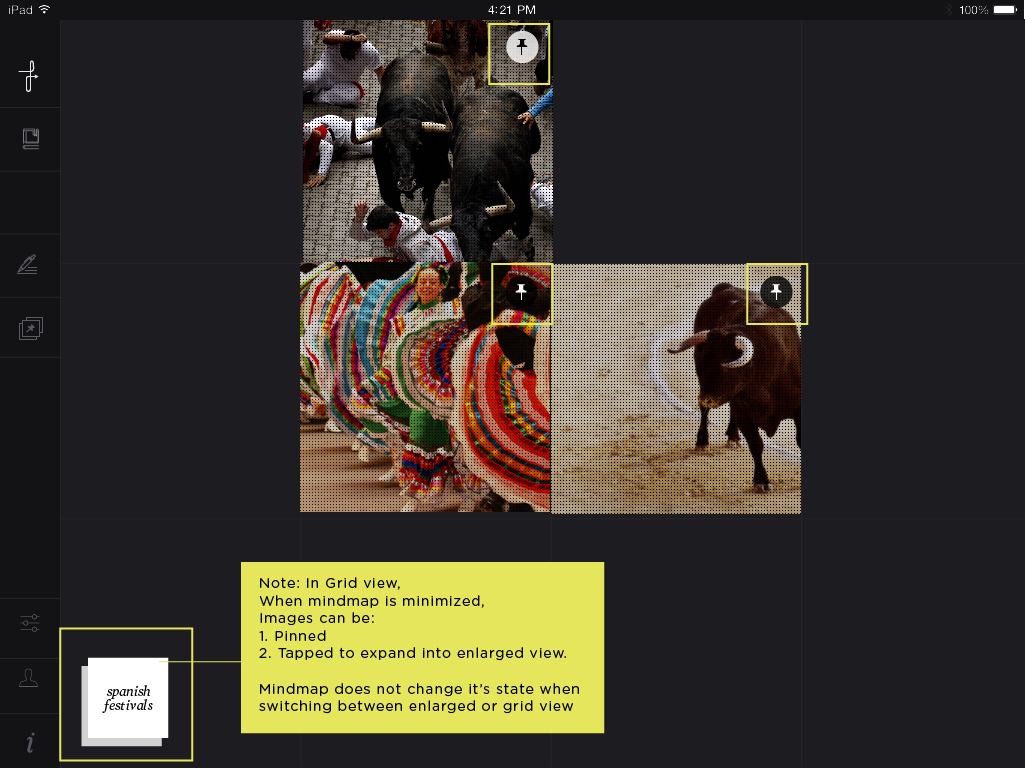 iPad 4:21 PM 100%
Note: In Grid view,
When mindmap is minimized,
Images can be:
1. Pinned
2. Tapped to expand into enlarged view.
Mindmap does not change it's state when
switching between enlarged or grid view
spanish
festivals
i